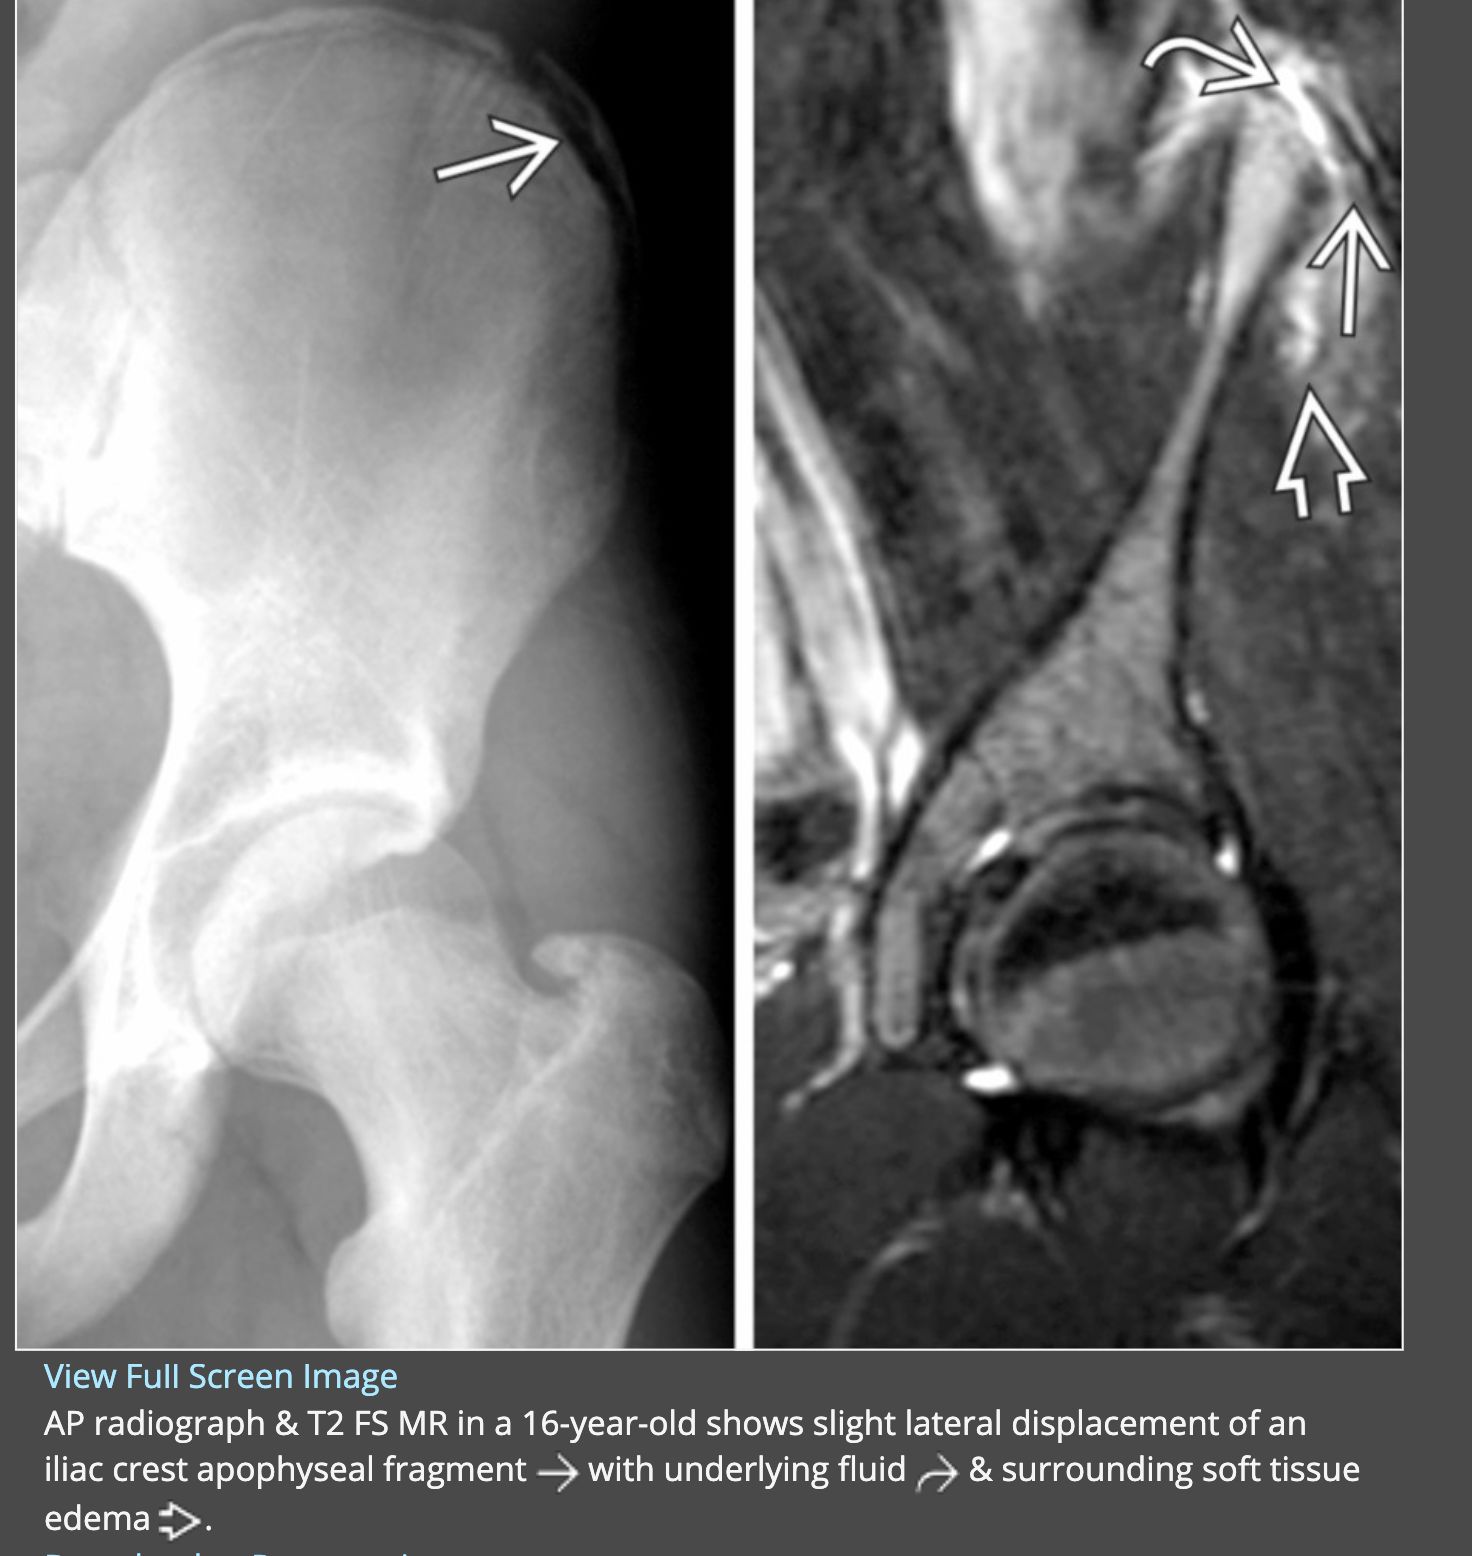 View Full Screen Image
AP radiograph & T2 FS MR in a 16-year-old shows slight lateral displacement of an
iliac crest apophyseal fragment with underlying fluid & surrounding soft tissue
edema .